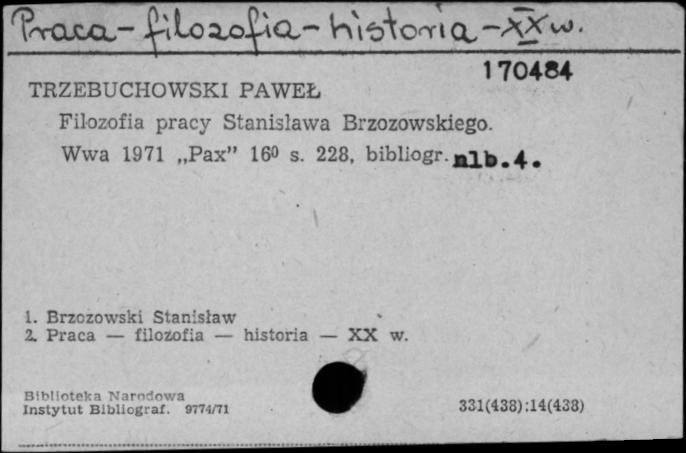 Praca - filozofia - historia - XX w.
170484
TRZEBUCHOWSKI PAWEŁ
Filozofia pracy Stanisława Brzozowskiego.
Wwa 1971 „Pax” 16⁰ s. 228, bibliogr. nlb. 4.
1. Brzozowski Stanisław
2. Praca — filozofia — historia — XX w.
Biblioteka Narodowa
Instytut Bibliograf. 9774/71
331(438):14(438)